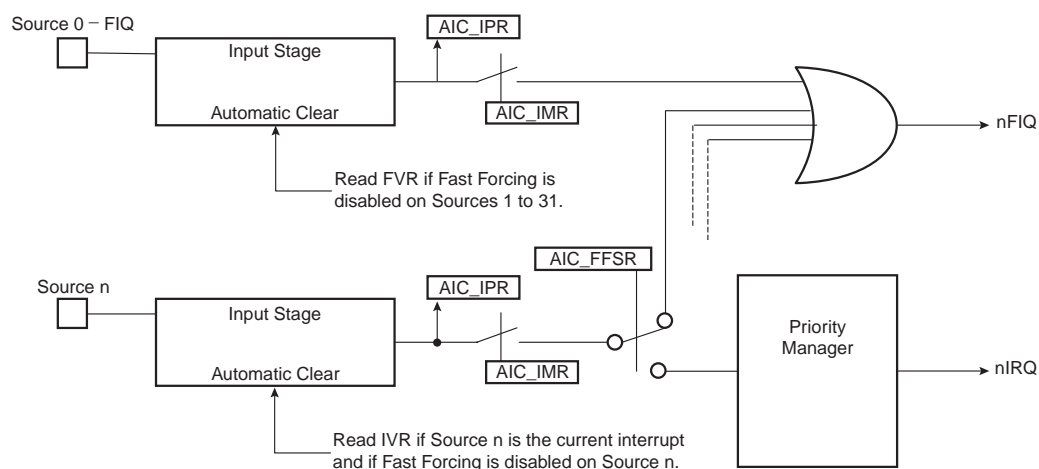 Source 0 – FIQ
AIC_IPR
Input Stage
Automatic Clear
AIC_IMR
nFIQ
Read FVR if Fast Forcing is
disabled on Sources 1 to 31.
AIC_FFSR
Source n
AIC_IPR
Input Stage
Priority
Manager
Automatic Clear
AIC_IMR
nIRQ
Read IVR if Source n is the current interrupt
and if Fast Forcing is disabled on Source n.